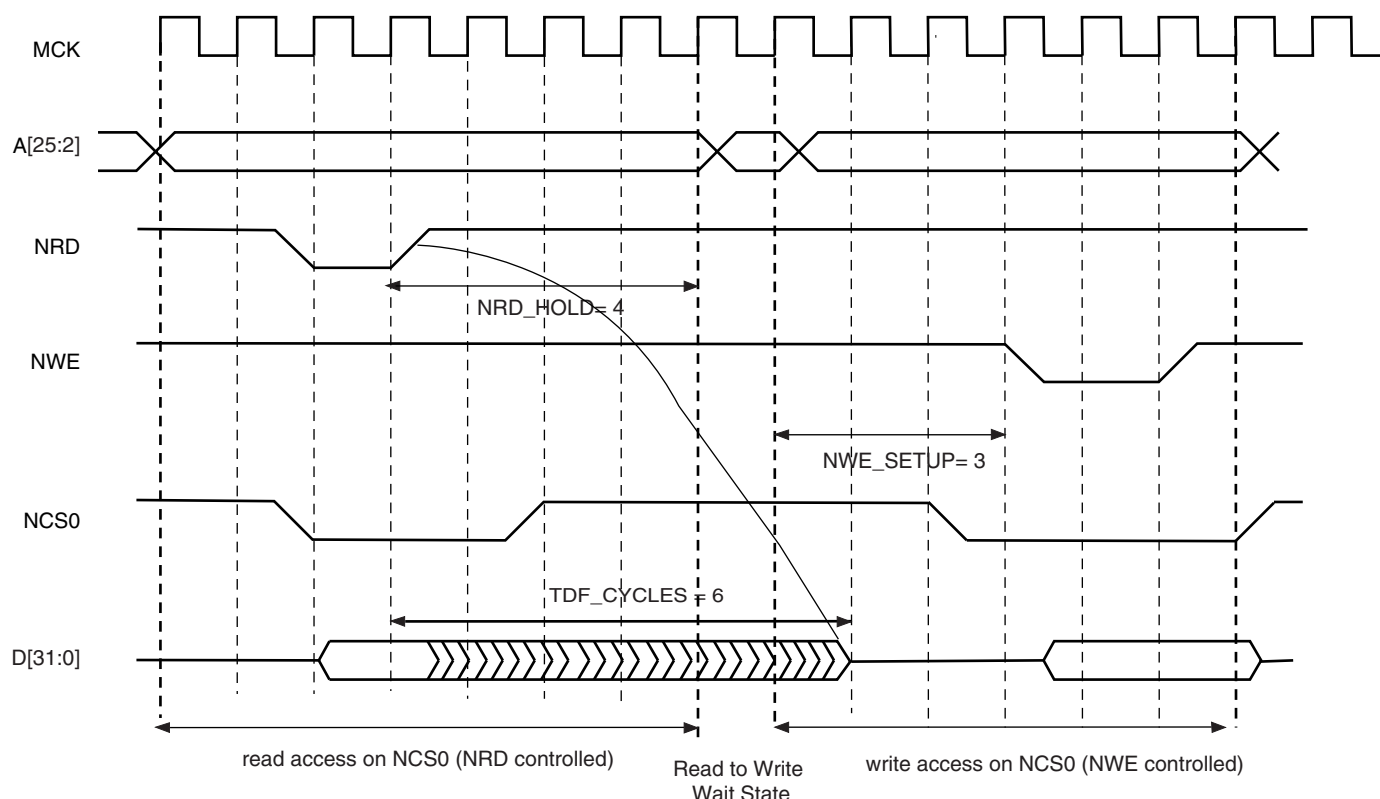 MCK
A[25:2]
NRD
NRD_HOLD= 4
NWE
NWE_SETUP= 3
NCS0
TDF_CYCLES = 6
D[31:0]
read access on NCS0 (NRD controlled)
Read to Write
Wait State
write access on NCS0 (NWE controlled)